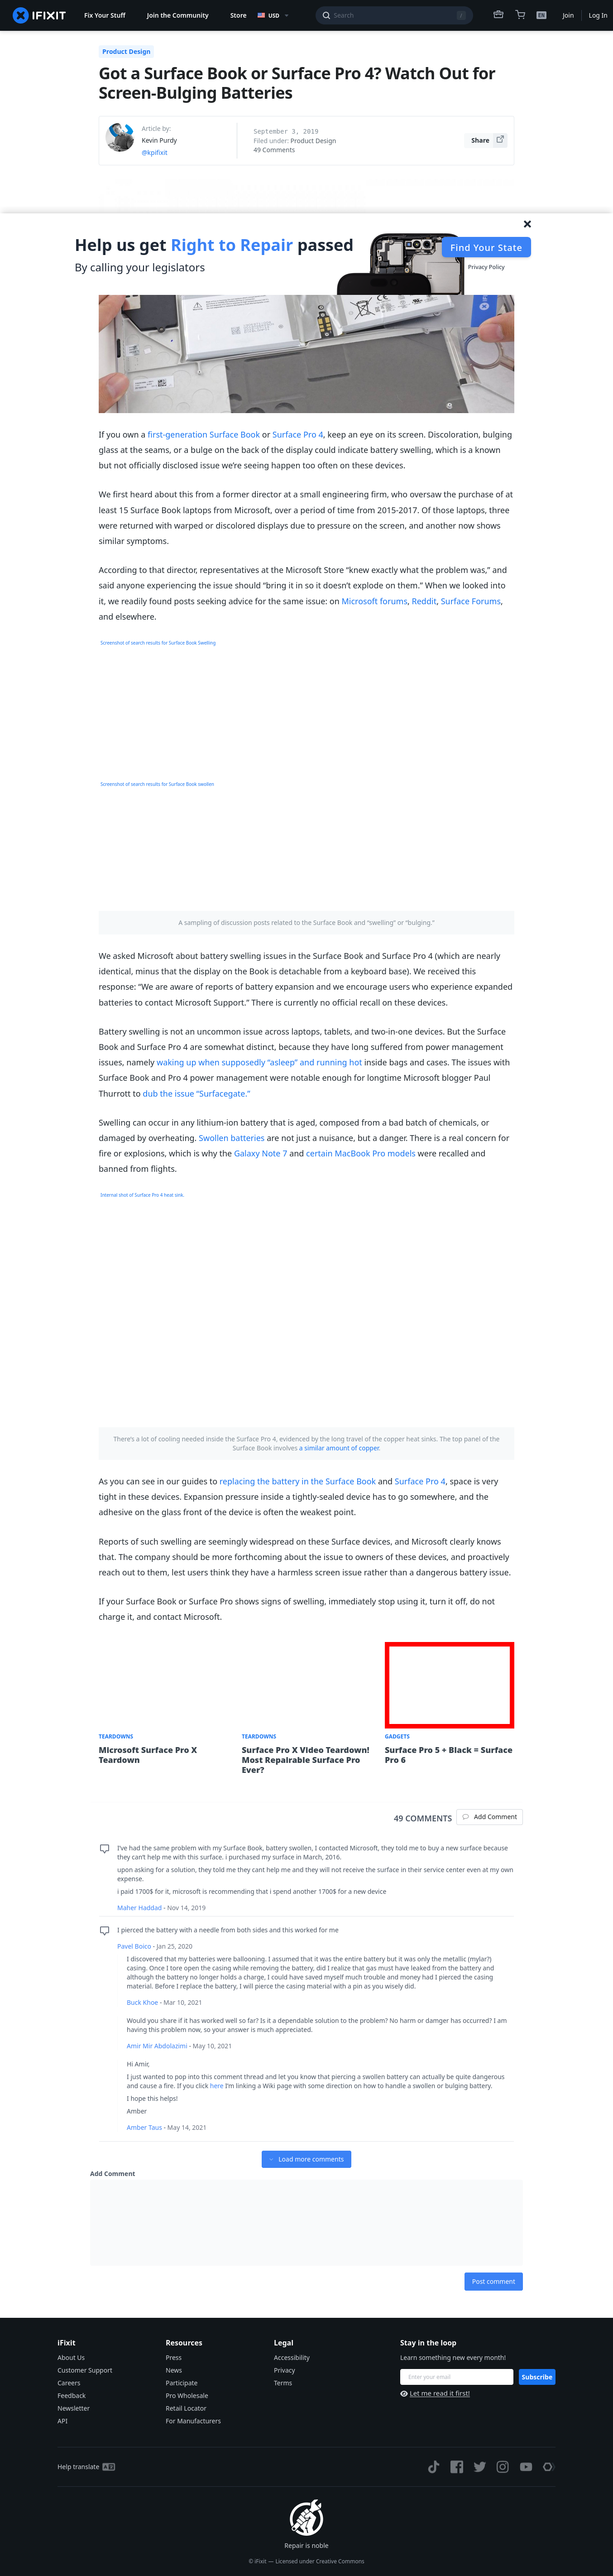 IFIXIT
Fix Your Stuff
Join the Community
Store
USD
Search
/
EN
Join
Log In
Product Design
Got a Surface Book or Surface Pro 4? Watch Out for
Screen-Bulging Batteries
Article by:
Kevin Purdy
@kpifixit
September 3, 2019
Filed under: Product Design
49 Comments
Share
Help us get Right to Repair passed
By calling your legislators
Find Your State
Privacy Policy
If you own a first-generation Surface Book or Surface Pro 4, keep an eye on its screen. Discoloration, bulging
glass at the seams, or a bulge on the back of the display could indicate battery swelling, which is a known
but not officially disclosed issue we’re seeing happen too often on these devices.
We first heard about this from a former director at a small engineering firm, who oversaw the purchase of at
least 15 Surface Book laptops from Microsoft, over a period of time from 2015-2017. Of those laptops, three
were returned with warped or discolored displays due to pressure on the screen, and another now shows
similar symptoms.
According to that director, representatives at the Microsoft Store “knew exactly what the problem was,” and
said anyone experiencing the issue should “bring it in so it doesn’t explode on them.” When we looked into
it, we readily found posts seeking advice for the same issue: on Microsoft forums, Reddit, Surface Forums,
and elsewhere.
Screenshot of search results for Surface Book Swelling
Screenshot of search results for Surface Book swollen
A sampling of discussion posts related to the Surface Book and “swelling” or “bulging.”
We asked Microsoft about battery swelling issues in the Surface Book and Surface Pro 4 (which are nearly
identical, minus that the display on the Book is detachable from a keyboard base). We received this
response: “We are aware of reports of battery expansion and we encourage users who experience expanded
batteries to contact Microsoft Support.” There is currently no official recall on these devices.
Battery swelling is not an uncommon issue across laptops, tablets, and two-in-one devices. But the Surface
Book and Surface Pro 4 are somewhat distinct, because they have long suffered from power management
issues, namely waking up when supposedly “asleep” and running hot inside bags and cases. The issues with
Surface Book and Pro 4 power management were notable enough for longtime Microsoft blogger Paul
Thurrott to dub the issue “Surfacegate.”
Swelling can occur in any lithium-ion battery that is aged, composed from a bad batch of chemicals, or
damaged by overheating. Swollen batteries are not just a nuisance, but a danger. There is a real concern for
fire or explosions, which is why the Galaxy Note 7 and certain MacBook Pro models were recalled and
banned from flights.
Internal shot of Surface Pro 4 heat sink.
There’s a lot of cooling needed inside the Surface Pro 4, evidenced by the long travel of the copper heat sinks. The top panel of the
Surface Book involves a similar amount of copper.
As you can see in our guides to replacing the battery in the Surface Book and Surface Pro 4, space is very
tight in these devices. Expansion pressure inside a tightly-sealed device has to go somewhere, and the
adhesive on the glass front of the device is often the weakest point.
Reports of such swelling are seemingly widespread on these Surface devices, and Microsoft clearly knows
that. The company should be more forthcoming about the issue to owners of these devices, and proactively
reach out to them, lest users think they have a harmless screen issue rather than a dangerous battery issue.
If your Surface Book or Surface Pro shows signs of swelling, immediately stop using it, turn it off, do not
charge it, and contact Microsoft.
TEARDOWNS
Microsoft Surface Pro X
Teardown
TEARDOWNS
Surface Pro X Video Teardown!
Most Repairable Surface Pro
Ever?
GADGETS
Surface Pro 5 + Black = Surface
Pro 6
49 COMMENTS
Add Comment
I’ve had the same problem with my Surface Book, battery swollen, I contacted Microsoft, they told me to buy a new surface because
they can’t help me with this surface. i purchased my surface in March, 2016.
upon asking for a solution, they told me they cant help me and they will not receive the surface in their service center even at my own
expense.
i paid 1700$ for it, microsoft is recommending that i spend another 1700$ for a new device
Maher Haddad - Nov 14, 2019
I pierced the battery with a needle from both sides and this worked for me
Pavel Boico - Jan 25, 2020
I discovered that my batteries were ballooning. I assumed that it was the entire battery but it was only the metallic (mylar?)
casing. Once I tore open the casing while removing the battery, did I realize that gas must have leaked from the battery and
although the battery no longer holds a charge, I could have saved myself much trouble and money had I pierced the casing
material. Before I replace the battery, I will pierce the casing material with a pin as you wisely did.
Buck Khoe - Mar 10, 2021
Would you share if it has worked well so far? Is it a dependable solution to the problem? No harm or damger has occurred? I am
having this problem now, so your answer is much appreciated.
Amir Mir Abdolazimi - May 10, 2021
Hi Amir,
I just wanted to pop into this comment thread and let you know that piercing a swollen battery can actually be quite dangerous
and cause a fire. If you click here I’m linking a Wiki page with some direction on how to handle a swollen or bulging battery.
I hope this helps!
Amber
Amber Taus - May 14, 2021
← Load more comments
Add Comment
Post comment
iFixit
About Us
Customer Support
Careers
Feedback
Newsletter
API
Resources
Press
News
Participate
Pro Wholesale
Retail Locator
For Manufacturers
Legal
Accessibility
Privacy
Terms
Stay in the loop
Learn something new every month!
Enter your email
Subscribe
Let me read it first!
Help translate
Repair is noble
© iFixit — Licensed under Creative Commons